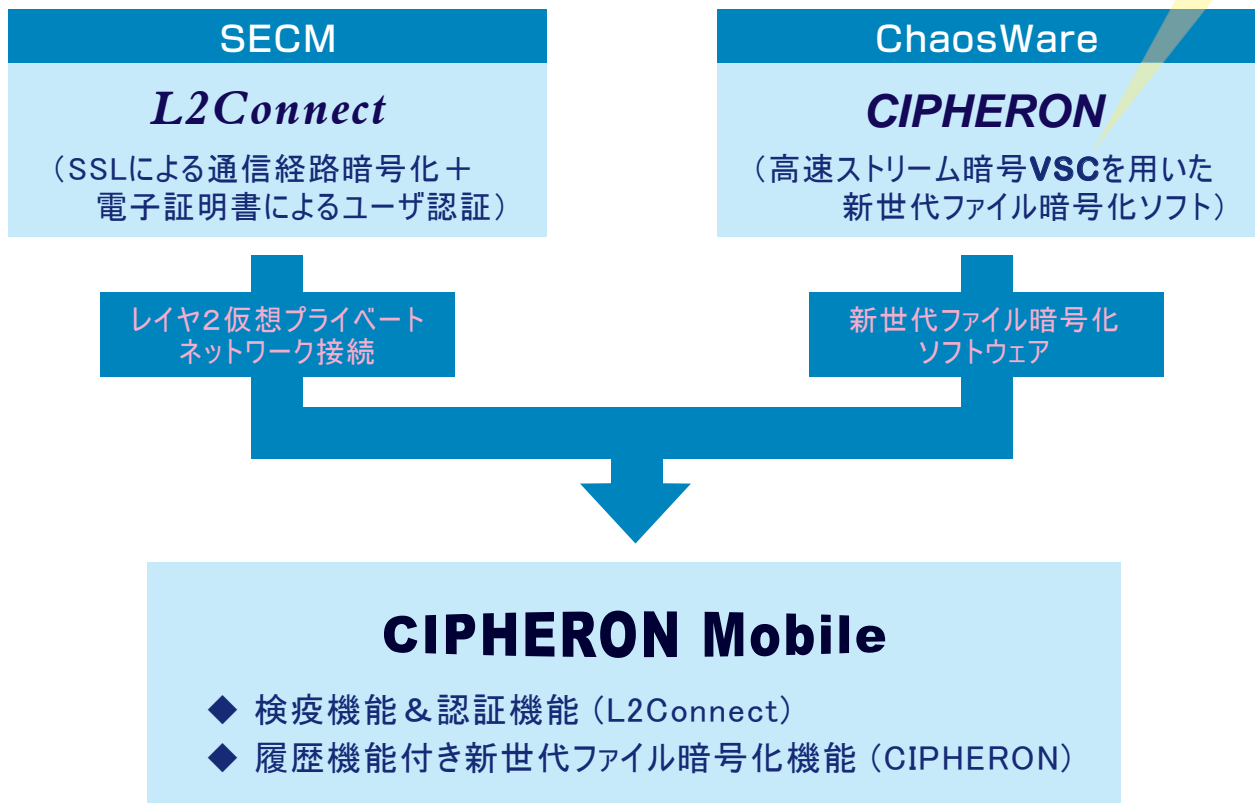 SECM
L2Connect
（SSLによる通信経路暗号化＋
電子証明書によるユーザ認証）
ChaosWare
CIPHERON
（高速ストリーム暗号VSCを用いた
新世代ファイル暗号化ソフト）
レイヤ２仮想プライベート
ネットワーク接続
新世代ファイル暗号化
ソフトウェア
CIPHERON Mobile
◆ 検疫機能＆認証機能（L2Connect）
◆ 履歴機能付き新世代ファイル暗号化機能（CIPHERON）